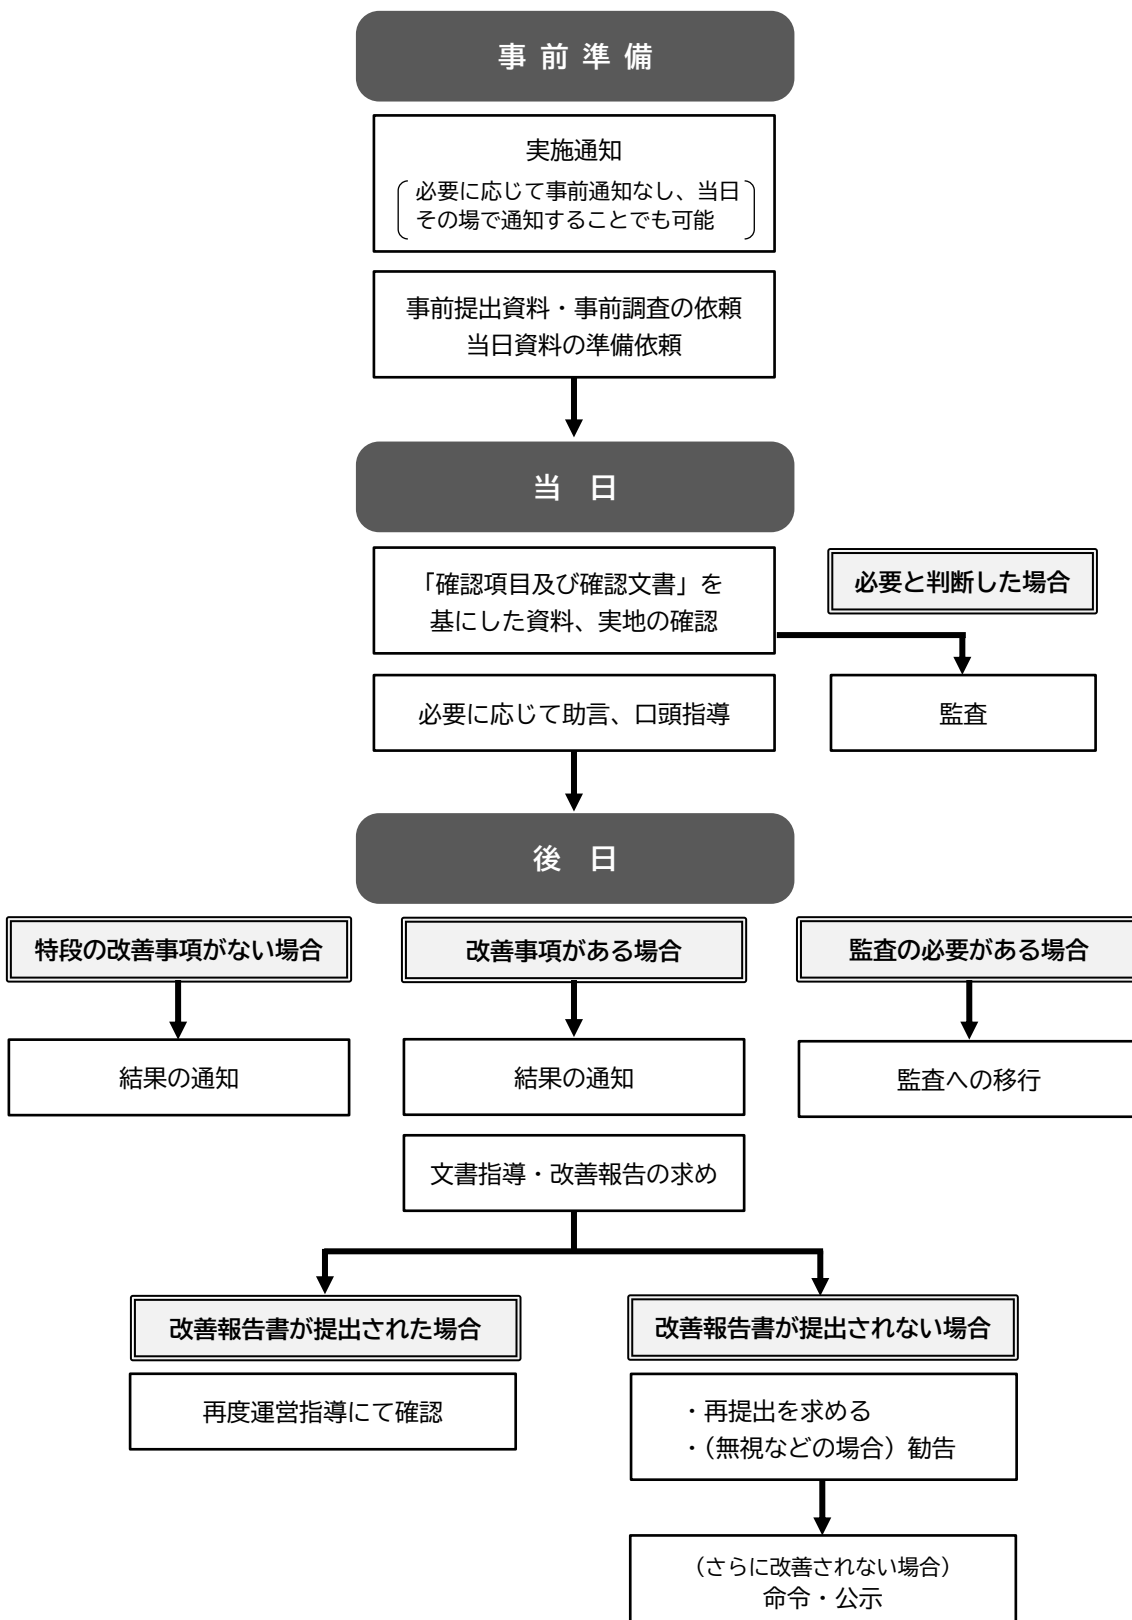 事前準備
実施通知
必要に応じて事前通知なし、当日
その場で通知することでも可能
事前提出資料・事前調査の依頼
当日資料の準備依頼
当 日
「確認項目及び確認文書」を
基にした資料、実地の確認
必要と判断した場合
必要に応じて助言、口頭指導
監査
後 日
特段の改善事項がない場合
改善事項がある場合
監査の必要がある場合
結果の通知
結果の通知
監査への移行
文書指導・改善報告の求め
改善報告書が提出された場合
改善報告書が提出されない場合
再度運営指導にて確認
・再提出を求める
・（無視などの場合）勧告
（さらに改善されない場合）
命令・公示